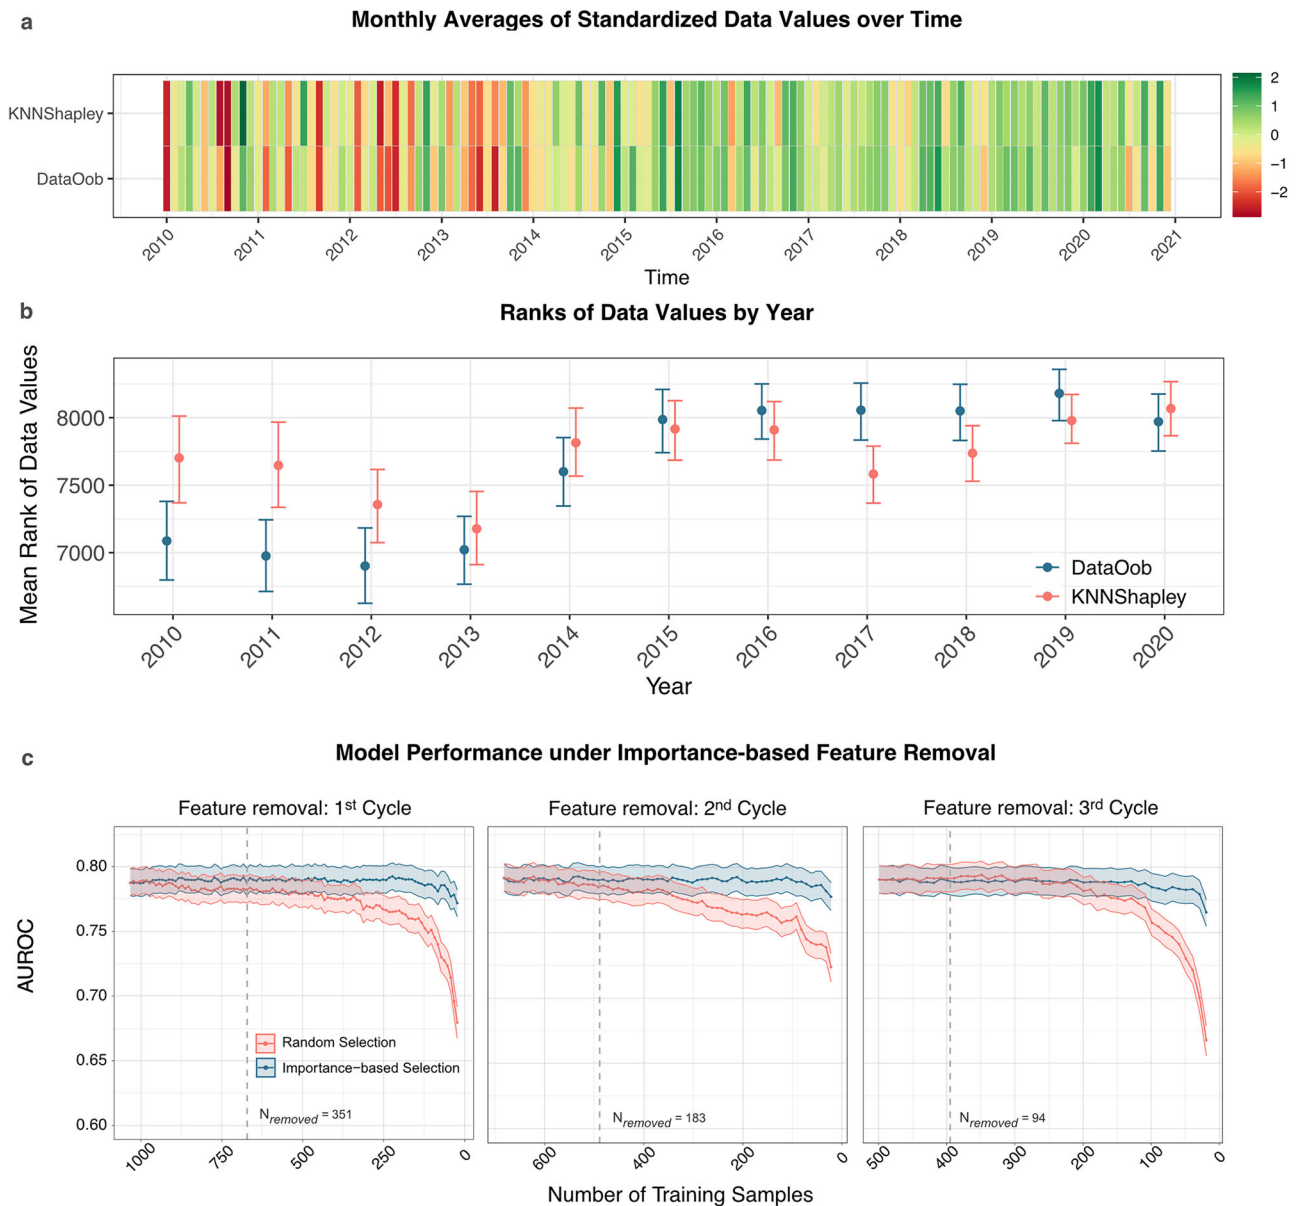 a
Monthly Averages of Standardized Data Values over Time
KNNShapley
DataOob
2
1
0
−1
−2
2010 2011 2012 2013 2014 2015 2016 2017 2018 2019 2020 2021
Time
b
Ranks of Data Values by Year
Mean Rank of Data Values
8000
7500
7000
DataOob
KNNShapley
2010 2011 2012 2013 2014 2015 2016 2017 2018 2019 2020
Year
c
Model Performance under Importance-based Feature Removal
Feature removal: 1st Cycle
Feature removal: 2nd Cycle
Feature removal: 3rd Cycle
AUROC
0.80
0.75
0.70
0.65
0.60
Random Selection
Importance−based Selection
Nremoved = 351
Nremoved = 183
Nremoved = 94
1000 750 500 250 0
600 400 200 0
500 400 300 200 100 0
Number of Training Samples